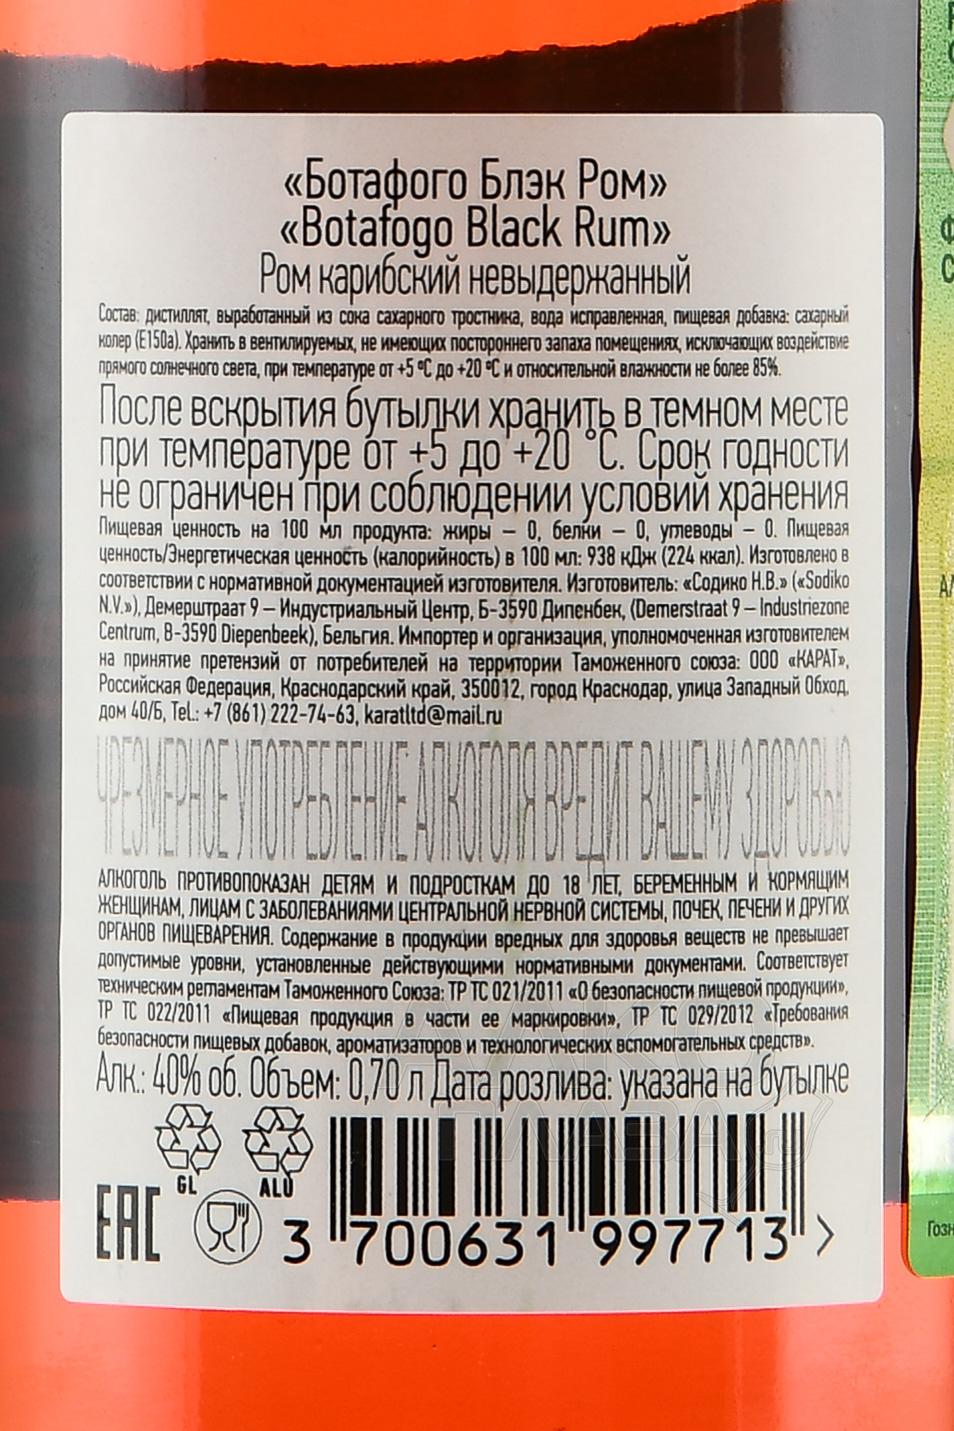 «Ботафого Блэк Ром»
«Botafogo Black Rum»
Ром карибский невыдержанный
Состав: дистиллят, выработанный из сока сахарного тростника, вода исправленная, пищевая добавка: сахарный
колер (Е150а). Хранить в вентилируемых, не имеющих постороннего запаха помещениях, исключающих воздействие
прямого солнечного света, при температуре от +5 °С до +20 °С и относительной влажности не более 85%.
После вскрытия бутылки хранить в темном месте
при температуре от +5 до +20 °С. Срок годности
не ограничен при соблюдении условий хранения
Пищевая ценность на 100 мл продукта: жиры – 0, белки – 0, углеводы – 0. Пищевая
ценность/Энергетическая ценность (калорийность) в 100 мл: 938 кДж (224 ккал). Изготовлено в
соответствии с нормативной документацией изготовителя. Изготовитель: «Содико Н.В.» («Sodiko
N.V.»), Демерштраат 9 – Индустриальный Центр, Б-3590 Дипенбек, (Demerstraat 9 – Industriezone
Centrum, B-3590 Diepenbeek), Бельгия. Импортер и организация, уполномоченная изготовителем
на принятие претензий от потребителей на территории Таможенного союза: ООО «КАРАТ»,
Российская Федерация, Краснодарский край, 350012, город Краснодар, улица Западный Обход,
дом 40/Б, Tel.: +7 (861) 222-74-63, karatltd@mail.ru
ЧРЕЗМЕРНОЕ УПОТРЕБЛЕНИЕ АЛКОГОЛЯ ВРЕДИТ ВАШЕМУ ЗДОРОВЬЮ
АЛКОГОЛЬ ПРОТИВОПОКАЗАН ДЕТЯМ И ПОДРОСТКАМ ДО 18 ЛЕТ, БЕРЕМЕННЫМ И КОРМЯЩИМ
ЖЕНЩИНАМ, ЛИЦАМ С ЗАБОЛЕВАНИЯМИ ЦЕНТРАЛЬНОЙ НЕРВНОЙ СИСТЕМЫ, ПОЧЕК, ПЕЧЕНИ И ДРУГИХ
ОРГАНОВ ПИЩЕВАРЕНИЯ. Содержание в продукции вредных для здоровья веществ не превышает
допустимые уровни, установленные действующими нормативными документами. Соответствует
техническим регламентам Таможенного Союза: ТР ТС 021/2011 «О безопасности пищевой продукции»,
ТР ТС 022/2011 «Пищевая продукция в части ее маркировки», ТР ТС 029/2012 «Требования
безопасности пищевых добавок, ароматизаторов и технологических вспомогательных средств».
Алк.: 40% об. Объем: 0,70 л Дата розлива: указана на бутылке
GL ALU
EAC
3 700631 997713 >